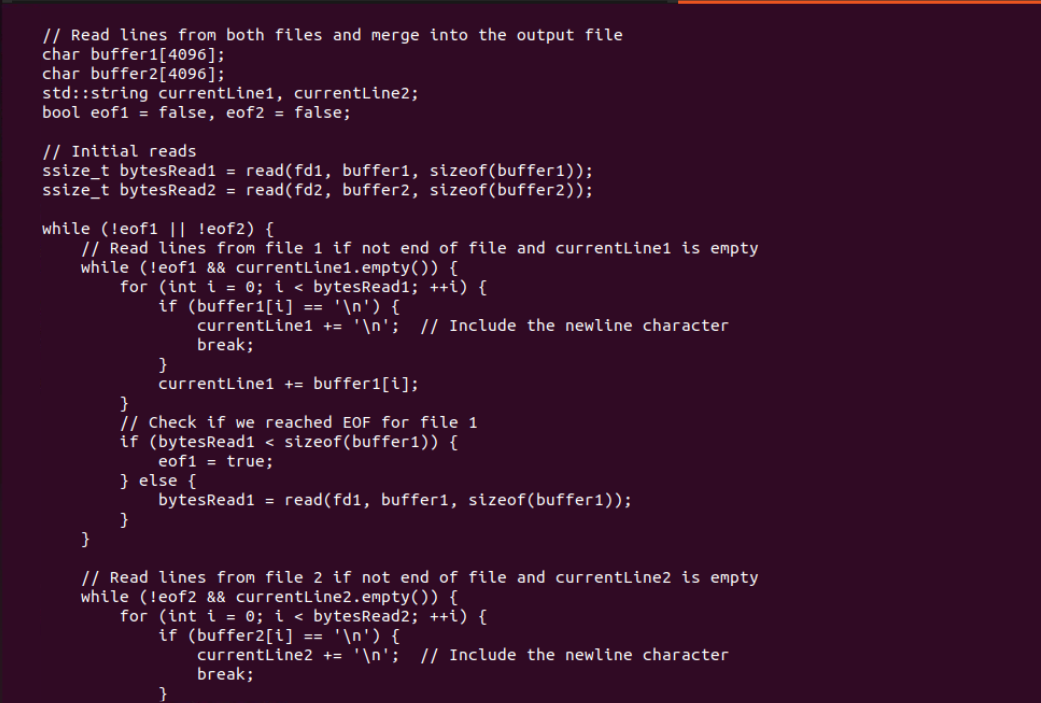 // Read lines from both files and merge into the output file
char buffer1[4096];
char buffer2[4096];
std::string currentLine1, currentLine2;
bool eof1 = false, eof2 = false;

// Initial reads
ssize_t bytesRead1 = read(fd1, buffer1, sizeof(buffer1));
ssize_t bytesRead2 = read(fd2, buffer2, sizeof(buffer2));

while (!eof1 || !eof2) {
    // Read lines from file 1 if not end of file and currentLine1 is empty
    while (!eof1 && currentLine1.empty()) {
        for (int i = 0; i < bytesRead1; ++i) {
            if (buffer1[i] == '\n') {
                currentLine1 += '\n';  // Include the newline character
                break;
            }
            currentLine1 += buffer1[i];
        }
        // Check if we reached EOF for file 1
        if (bytesRead1 < sizeof(buffer1)) {
            eof1 = true;
        } else {
            bytesRead1 = read(fd1, buffer1, sizeof(buffer1));
        }
    }

    // Read lines from file 2 if not end of file and currentLine2 is empty
    while (!eof2 && currentLine2.empty()) {
        for (int i = 0; i < bytesRead2; ++i) {
            if (buffer2[i] == '\n') {
                currentLine2 += '\n';  // Include the newline character
                break;
            }